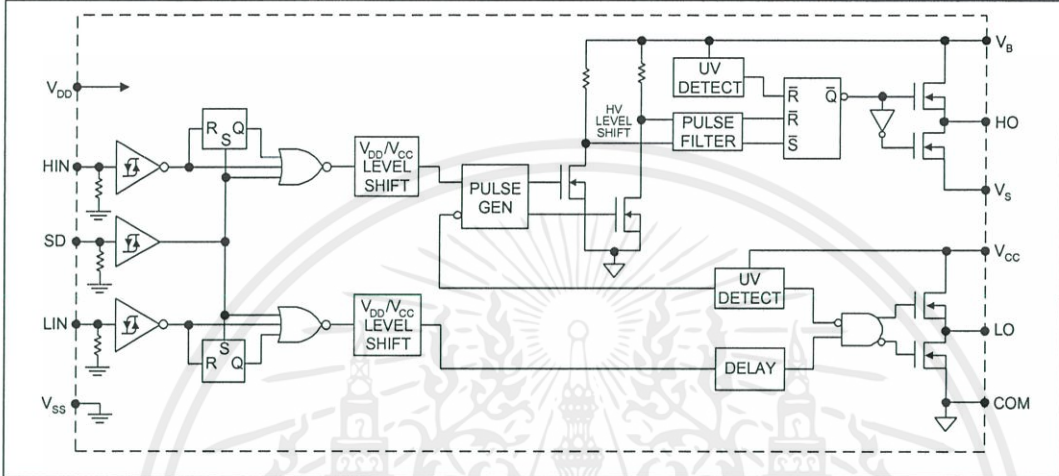 V_B
UV
DETECT
V_DD
R̅
Q̅
R
Q
HV
LEVEL
SHIFT
R̅
HO
S
PULSE
FILTER
S̅
HIN
V_DD/V_CC
LEVEL
SHIFT
PULSE
GEN
V_S
SD
V_CC
UV
DETECT
LIN
V_DD/V_CC
LEVEL
SHIFT
LO
S
R
Q
DELAY
V_SS
COM